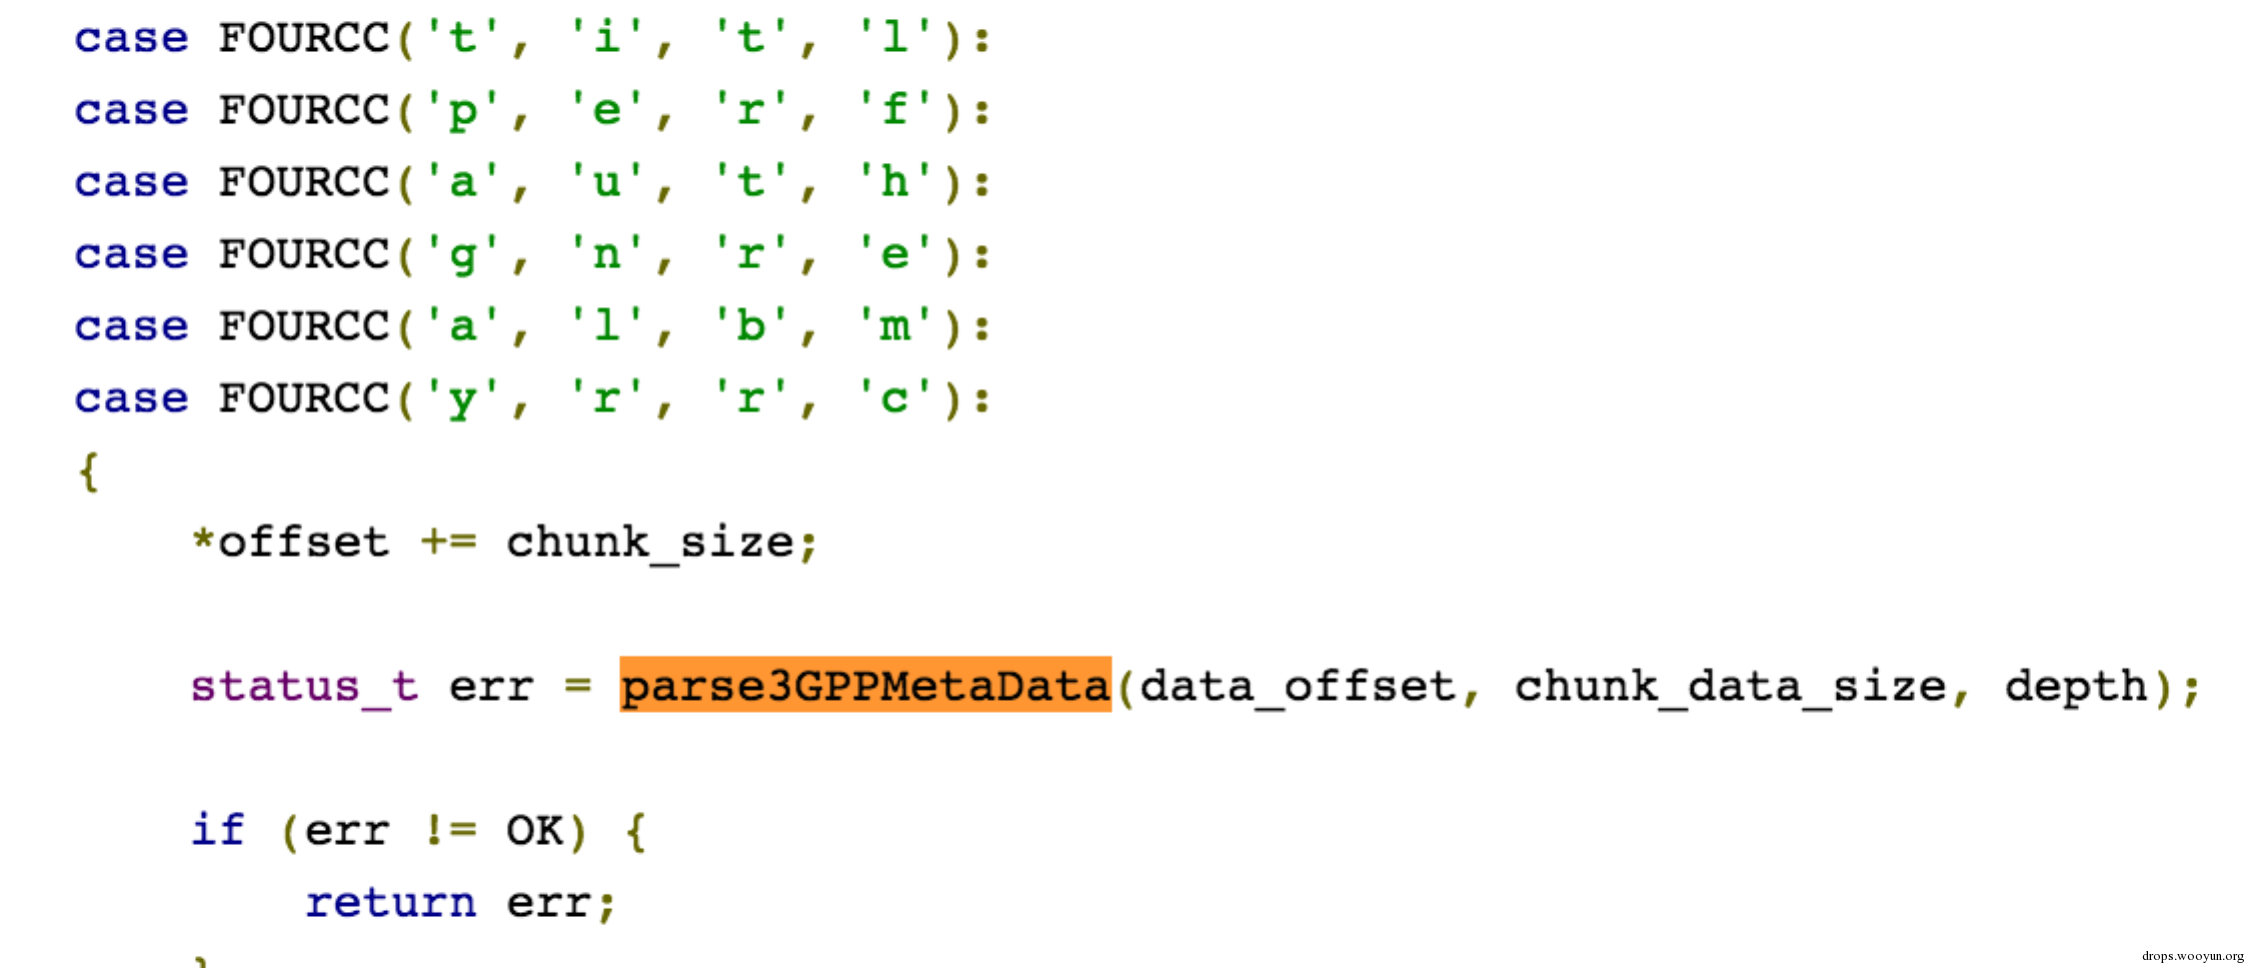 case FOURCC('t', 'i', 't', 'l'):
case FOURCC('p', 'e', 'r', 'f'):
case FOURCC('a', 'u', 't', 'h'):
case FOURCC('g', 'n', 'r', 'e'):
case FOURCC('a', 'l', 'b', 'm'):
case FOURCC('y', 'r', 'r', 'c'):
{
*offset += chunk_size;
status_t err = parse3GPPMetaData(data_offset, chunk_data_size, depth);
if (err != OK) {
return err;
}
drops.wooyun.org